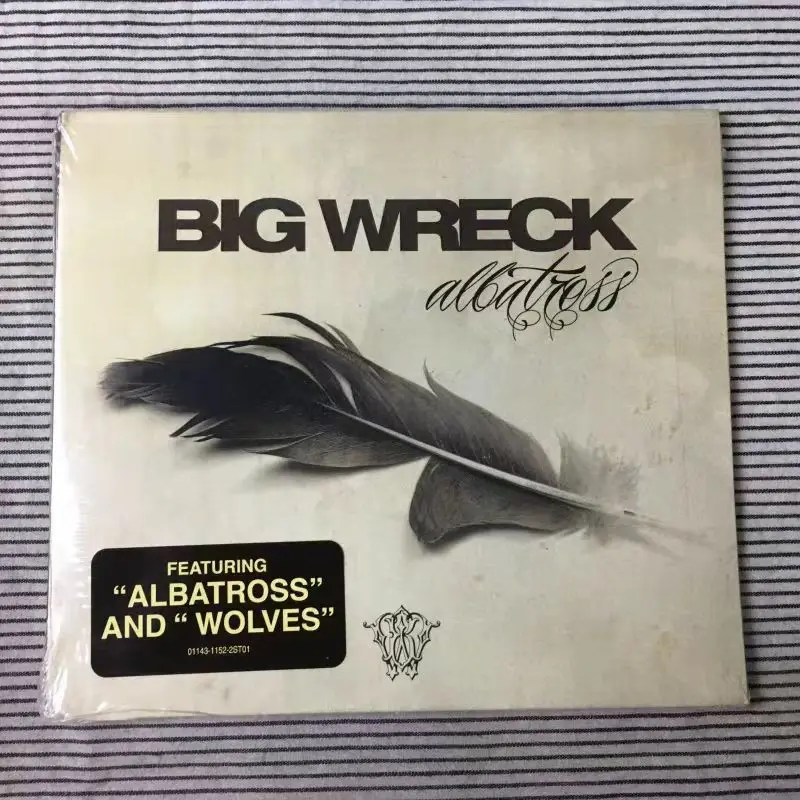 BIG WRECK
albatross
FEATURING
“ALBATROSS”
AND “ WOLVES”
01143-1152-2ST01